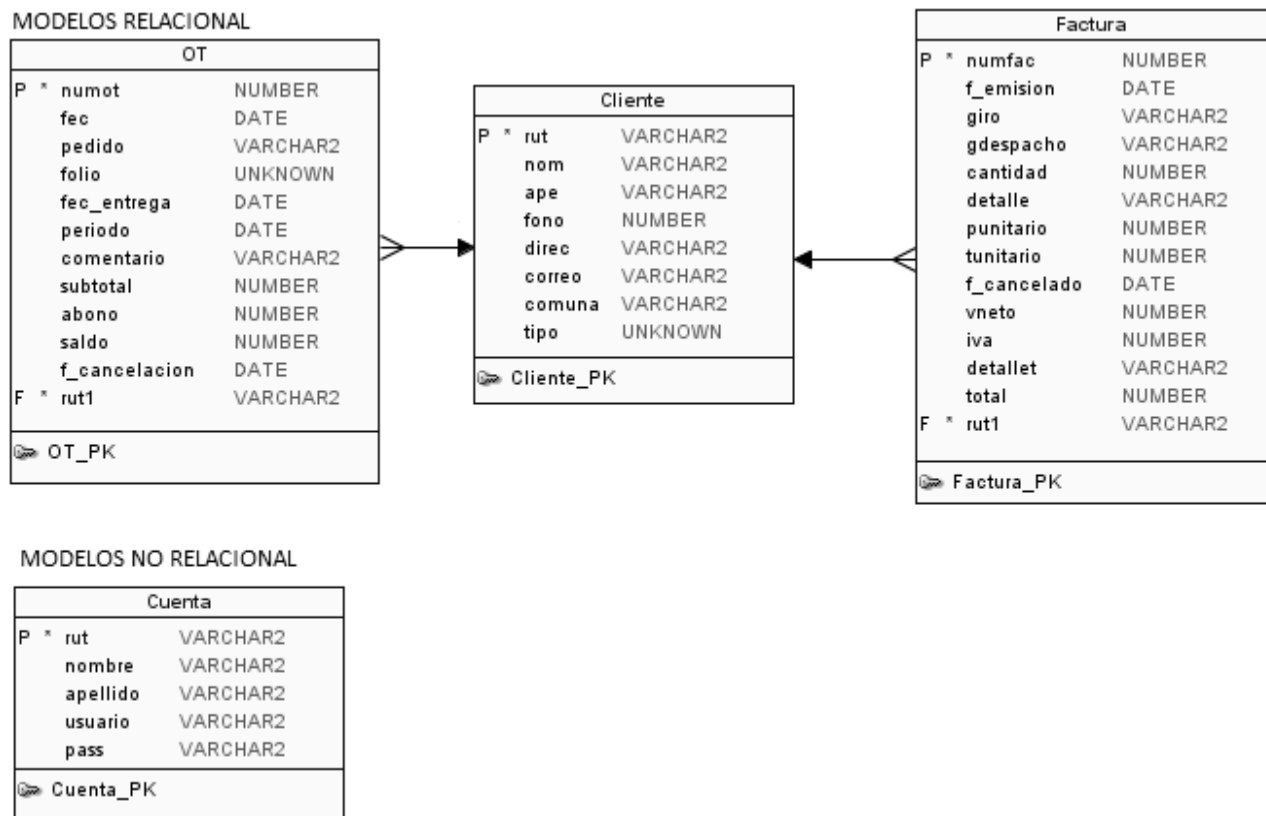 MODELOS RELACIONAL
OT
P * numot NUMBER
fec DATE
pedido VARCHAR2
folio UNKNOWN
fec_entrega DATE
periodo DATE
comentario VARCHAR2
subtotal NUMBER
abono NUMBER
saldo NUMBER
f_cancelacion DATE
F * rut1 VARCHAR2
OT_PK
Cliente
P * rut VARCHAR2
nom VARCHAR2
ape VARCHAR2
fono NUMBER
direc VARCHAR2
correo VARCHAR2
comuna VARCHAR2
tipo UNKNOWN
Cliente_PK
Factura
P * numfac NUMBER
f_emision DATE
giro VARCHAR2
gdespacho VARCHAR2
cantidad NUMBER
detalle VARCHAR2
punitario NUMBER
tunitario NUMBER
f_cancelado DATE
vneto NUMBER
iva NUMBER
detallet VARCHAR2
total NUMBER
F * rut1 VARCHAR2
Factura_PK
MODELOS NO RELACIONAL
Cuenta
P * rut VARCHAR2
nombre VARCHAR2
apellido VARCHAR2
usuario VARCHAR2
pass VARCHAR2
Cuenta_PK